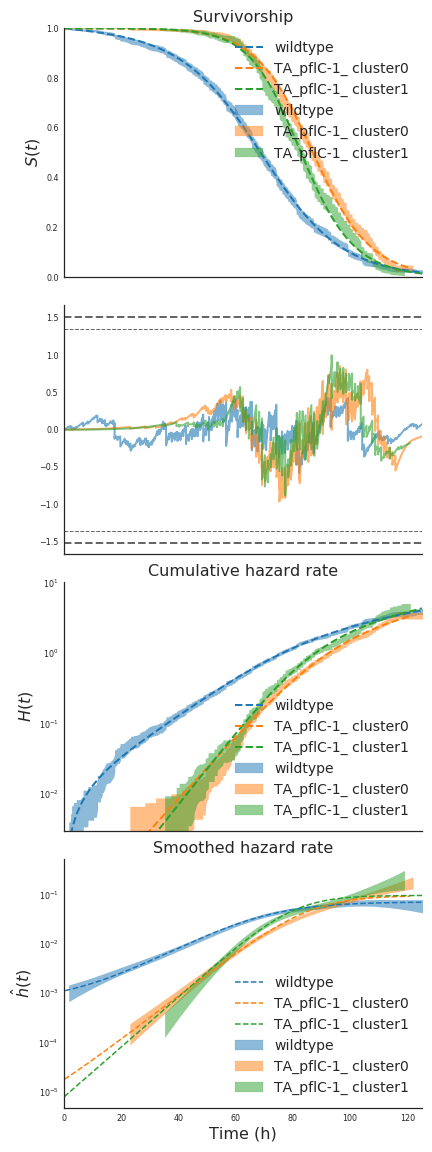 Survivorship
1.0
0.8
0.6
0.4
0.2
0.0
S(t)
wildtype
TA_pflC-1_ cluster0
TA_pflC-1_ cluster1
wildtype
TA_pflC-1_ cluster0
TA_pflC-1_ cluster1
1.5
1.0
0.5
0.0
−0.5
−1.0
−1.5
Cumulative hazard rate
10¹
10⁰
10⁻¹
10⁻²
H(t)
wildtype
TA_pflC-1_ cluster0
TA_pflC-1_ cluster1
wildtype
TA_pflC-1_ cluster0
TA_pflC-1_ cluster1
Smoothed hazard rate
10⁻¹
10⁻²
10⁻³
10⁻⁴
10⁻⁵
ĥ(t)
wildtype
TA_pflC-1_ cluster0
TA_pflC-1_ cluster1
wildtype
TA_pflC-1_ cluster0
TA_pflC-1_ cluster1
0 20 40 60 80 100 120
Time (h)